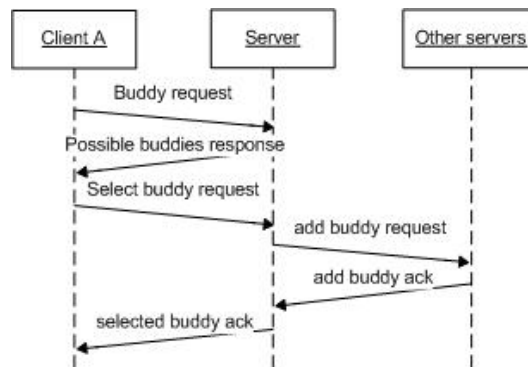 Client A
Server
Other servers
Buddy request
Possible buddies response
Select buddy request
add buddy request
add buddy ack
selected buddy ack